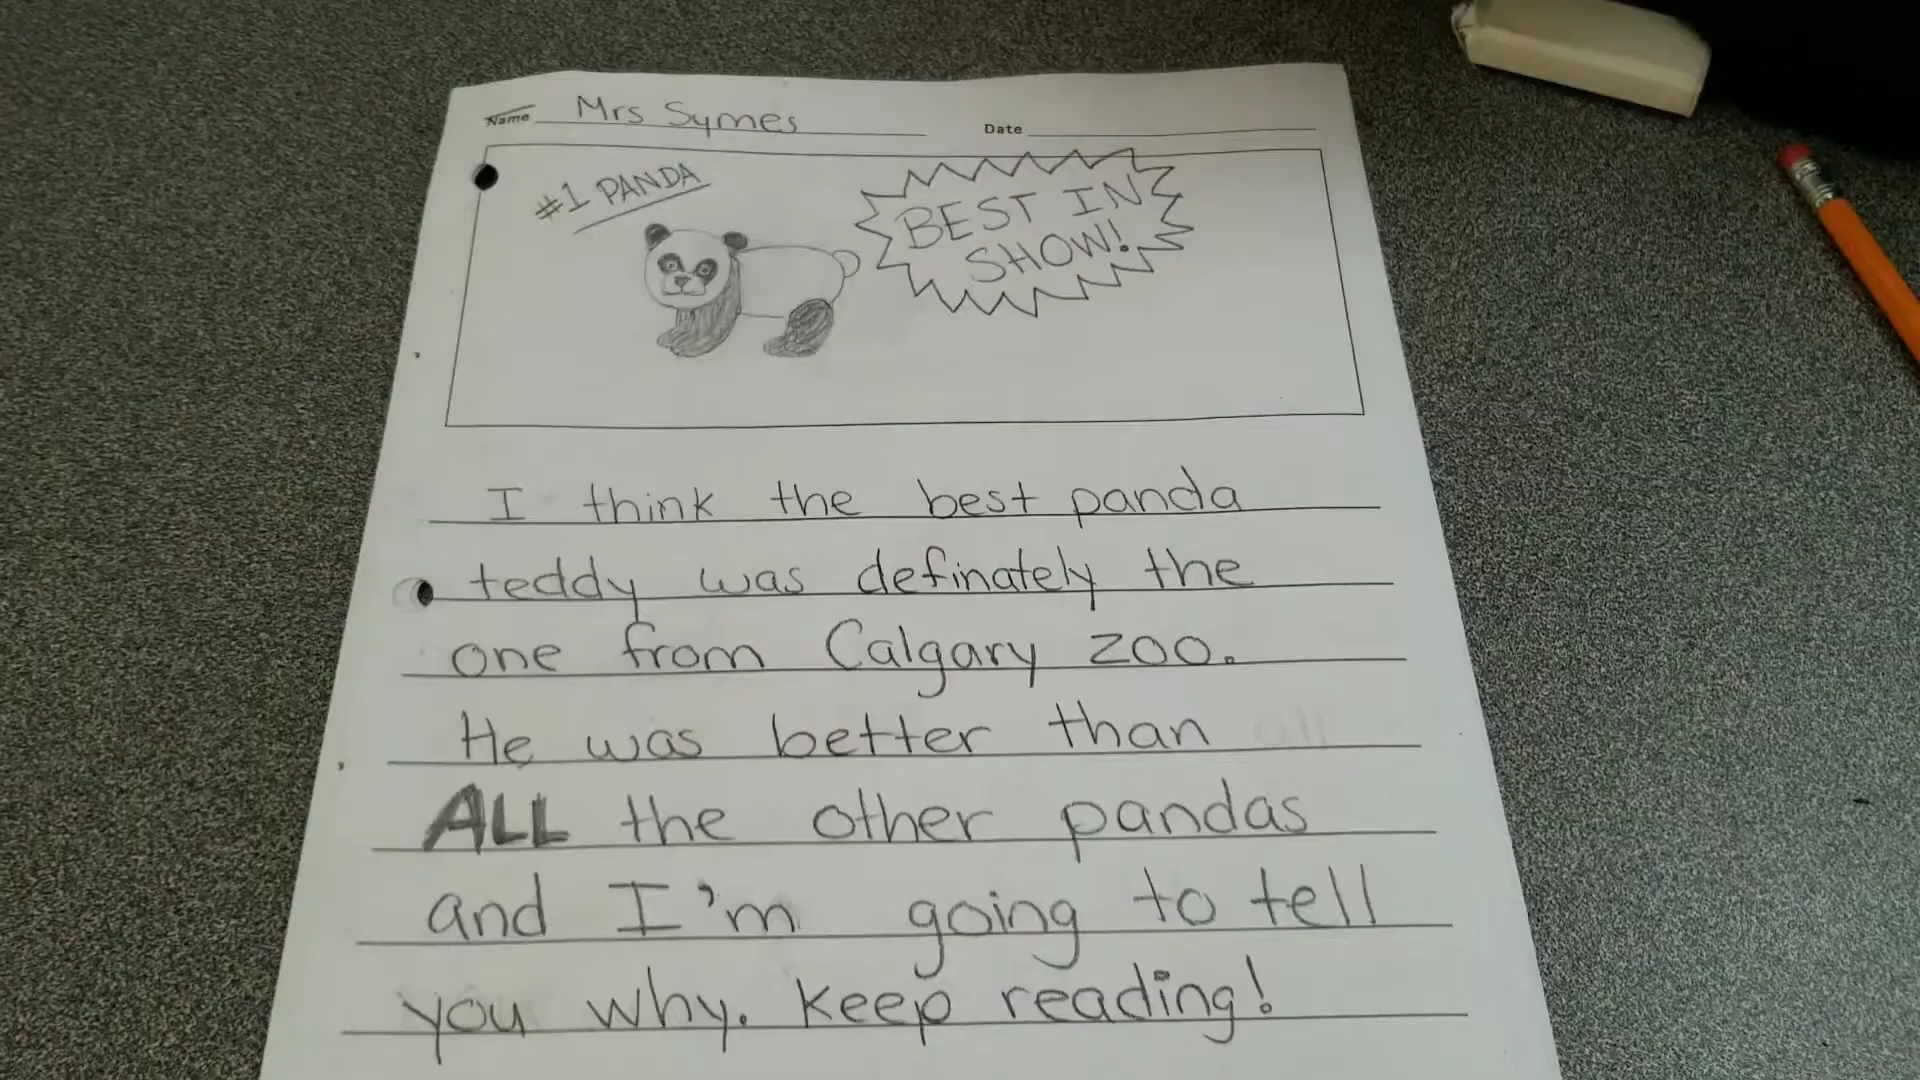 Name Mrs Symes Date
#1 PANDA
BEST IN
SHOW!
I think the best panda
teddy was definately the
one from Calgary zoo.
He was better than all
ALL the other pandas
and I'm going to tell
you why. Keep reading!